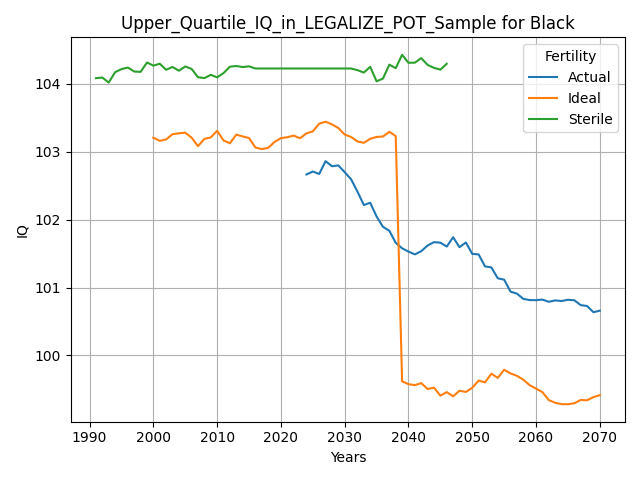 Upper_Quartile_IQ_in_LEGALIZE_POT_Sample for Black
Fertility
Actual
Ideal
Sterile
IQ
104
103
102
101
100
1990 2000 2010 2020 2030 2040 2050 2060 2070
Years